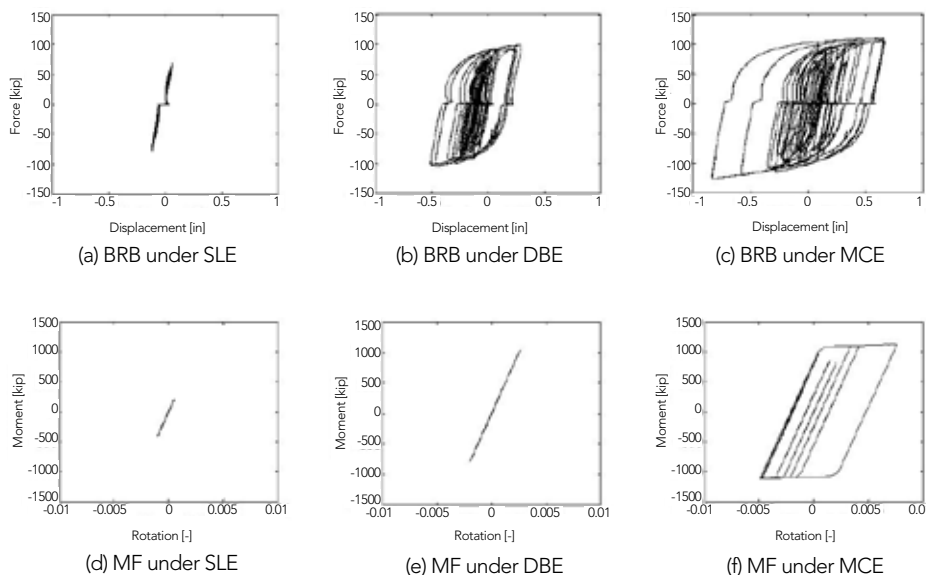 150
100
50
0
-50
-100
-150
Force [kip]
-1 -0.5 0 0.5 1
Displacement [in]
(a) BRB under SLE
150
100
50
0
-50
-100
-150
Force [kip]
-1 -0.5 0 0.5 1
Displacement [in]
(b) BRB under DBE
150
100
50
0
-50
-100
-150
Force [kip]
-1 -0.5 0 0.5 1
Displacement [in]
(c) BRB under MCE
1500
1000
500
0
-500
-1000
-1500
Moment [kip]
-0.01 -0.005 0 0.005 0.01
Rotation [-]
(d) MF under SLE
1500
1000
500
0
-500
-1000
-1500
Moment [kip]
-0.01 -0.005 0 0.005 0.01
Rotation [-]
(e) MF under DBE
1500
1000
500
0
-500
-1000
-1500
Moment [kip]
-0.01 -0.005 0 0.005 0.0
Rotation [-]
(f) MF under MCE